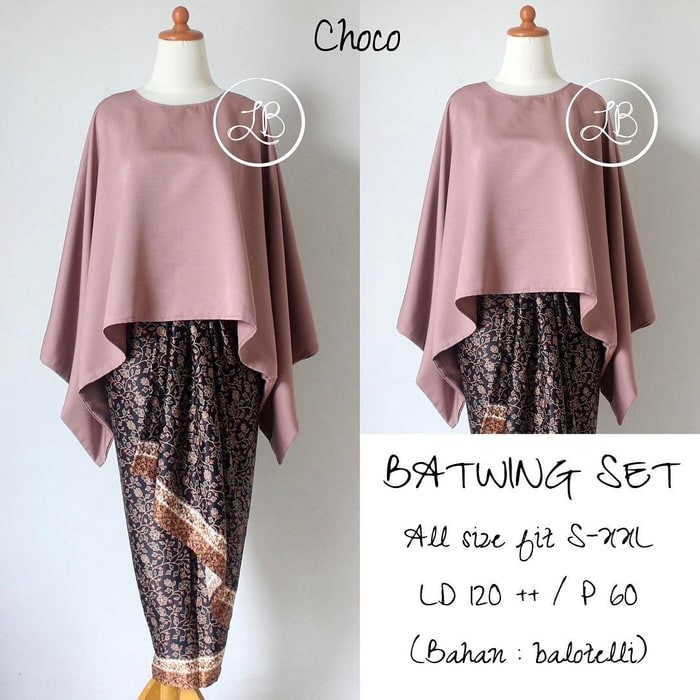 Choco
LB
LB
BATWING SET
All size fit S-XXL
LD 120 ++ / P 60
(Bahan : balotelli)